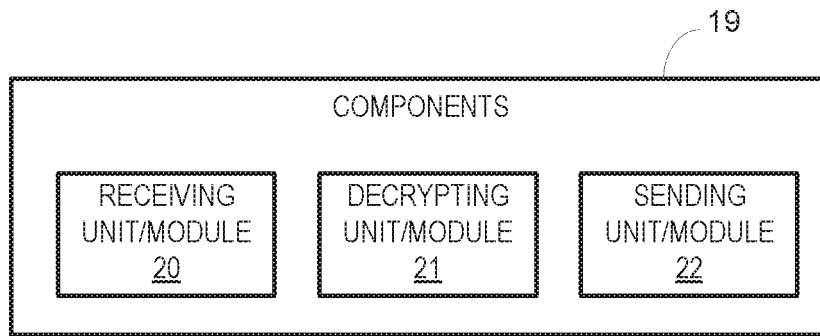 19
COMPONENTS
RECEIVING DECRYPTING SENDING
UNIT/MODULE UNIT/MODULE UNIT/MODULE
20 21 22